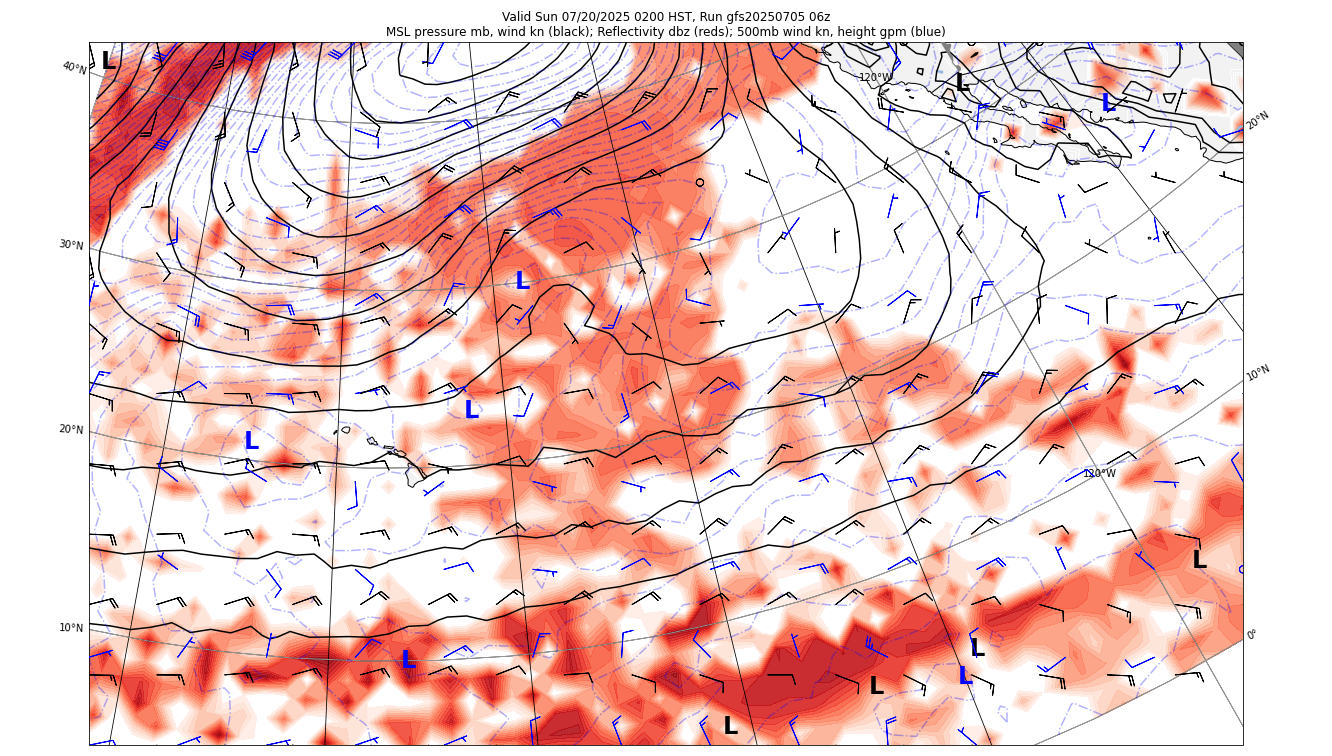 Valid Sun 07/20/2025 0200 HST, Run gfs20250705 06z
MSL pressure mb, wind kn (black); Reflectivity dbz (reds); 500mb wind kn, height gpm (blue)
L
40°N
120°W
L
L
20°N
30°N
L
10°N
L
20°N
L
120°W
L
10°N
0°
L
L
L
L
L